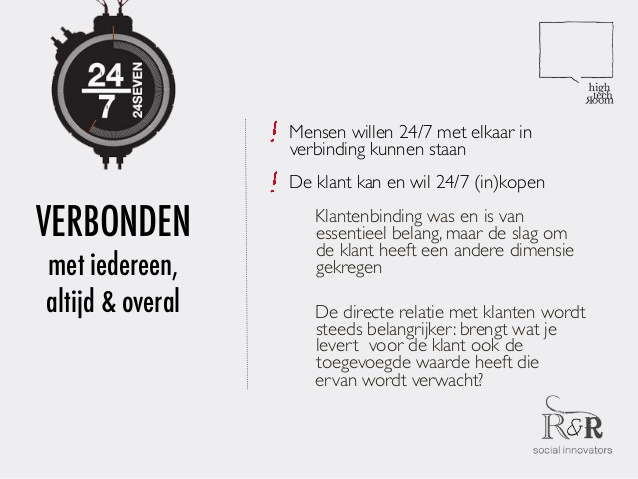 24
7
24SEVEN
high
tech
room
Mensen willen 24/7 met elkaar in
verbinding kunnen staan
De klant kan en wil 24/7 (in)kopen
VERBONDEN
met iedereen,
altijd & overal
Klantenbinding was en is van
essentieel belang, maar de slag om
de klant heeft een andere dimensie
gekregen
De directe relatie met klanten wordt
steeds belangrijker: brengt wat je
levert voor de klant ook de
toegevoegde waarde heeft die
ervan wordt verwacht?
R&R
social innovators